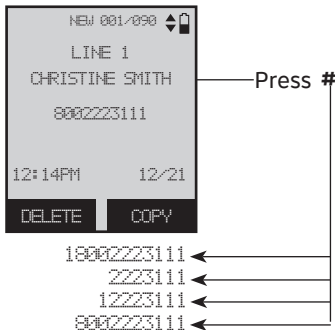 NEW 001/090
LINE 1
CHRISTINE SMITH
Press #
8002223111
12:14PM 12/21
DELETE COPY
18002223111
2223111
12223111
8002223111